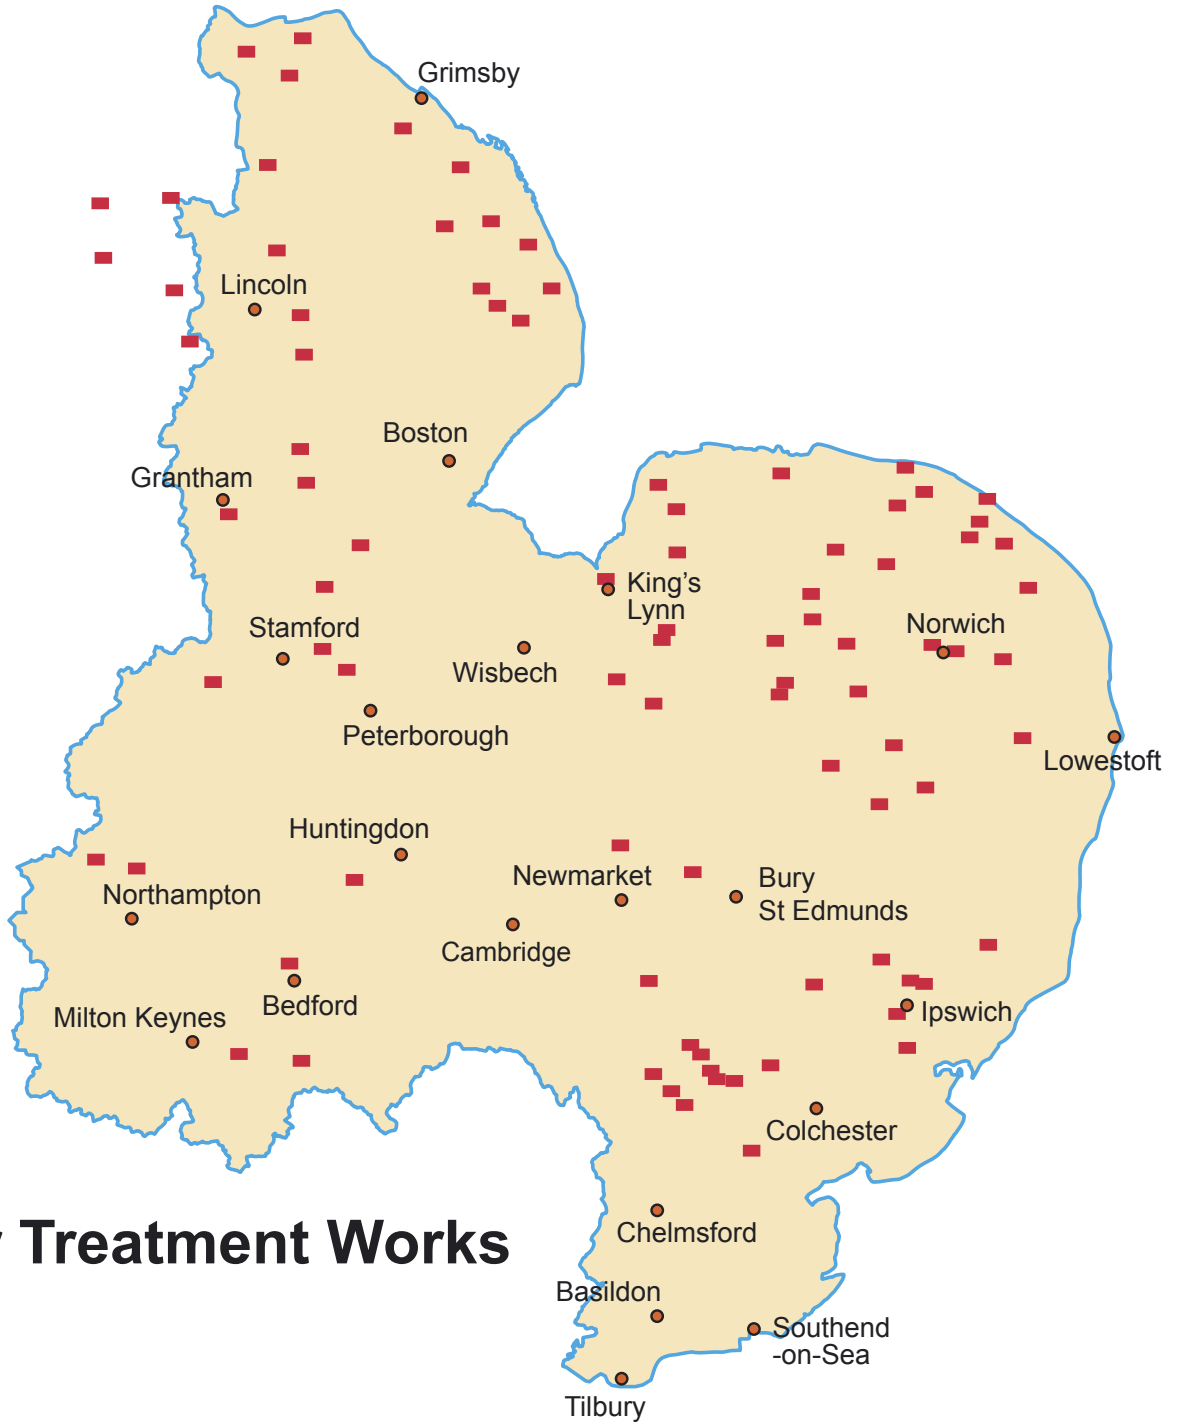 Grimsby
Lincoln
Boston
Grantham
King's
Lynn
Stamford
Norwich
Wisbech
Peterborough
Lowestoft
Huntingdon
Newmarket
Bury
St Edmunds
Northampton
Cambridge
Bedford
Milton Keynes
Ipswich
Colchester
Chelmsford
Treatment Works
Basildon
Southend
-on-Sea
Tilbury